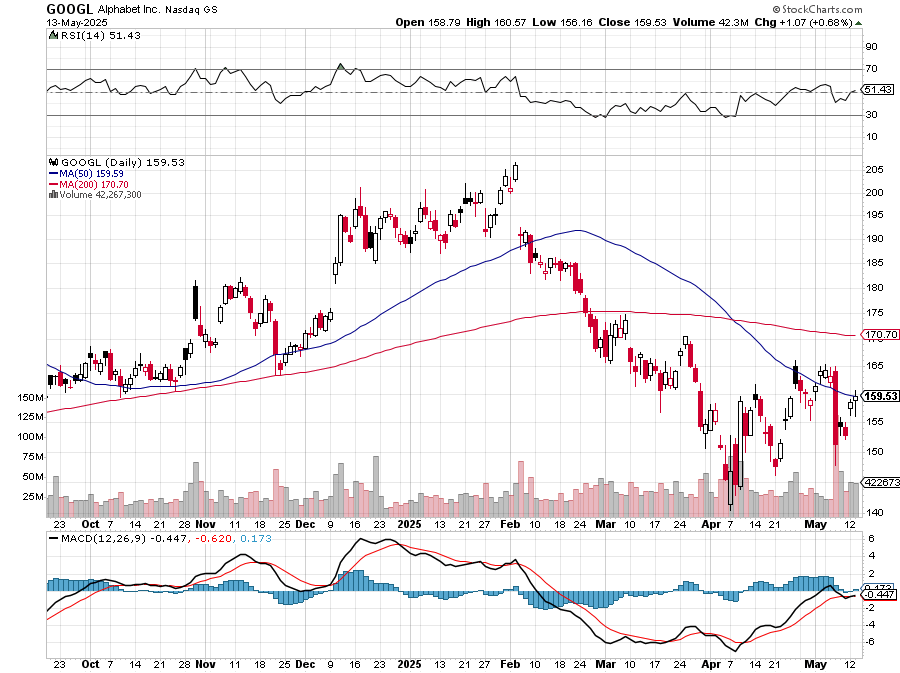 GOOGL Alphabet Inc. Nasdaq GS © StockCharts.com
13-May-2025 Open 158.79 High 160.57 Low 156.16 Close 159.53 Volume 42.3M Chg +1.07 (+0.68%)
RSI(14) 51.43
90
70
51.43
30
10
GOOGL (Daily) 159.53
MA(50) 159.59
MA(200) 170.70
Volume 42,267,300
205
200
195
190
185
180
175
170.70
165
159.53
155
150
422673
140
150M
125M
100M
75M
50M
25M
23 Oct 7 14 21 28 Nov 11 18 25 Dec 9 16 23 2025 13 21 27 Feb 10 18 24 Mar 10 17 24 Apr 7 14 21 May 12
MACD(12,26,9) -0.447, -0.620, 0.173
6
4
2
0.173
-0.447
-2
-4
-6
23 Oct 7 14 21 28 Nov 11 18 25 Dec 9 16 23 2025 13 21 27 Feb 10 18 24 Mar 10 17 24 Apr 7 14 21 May 12